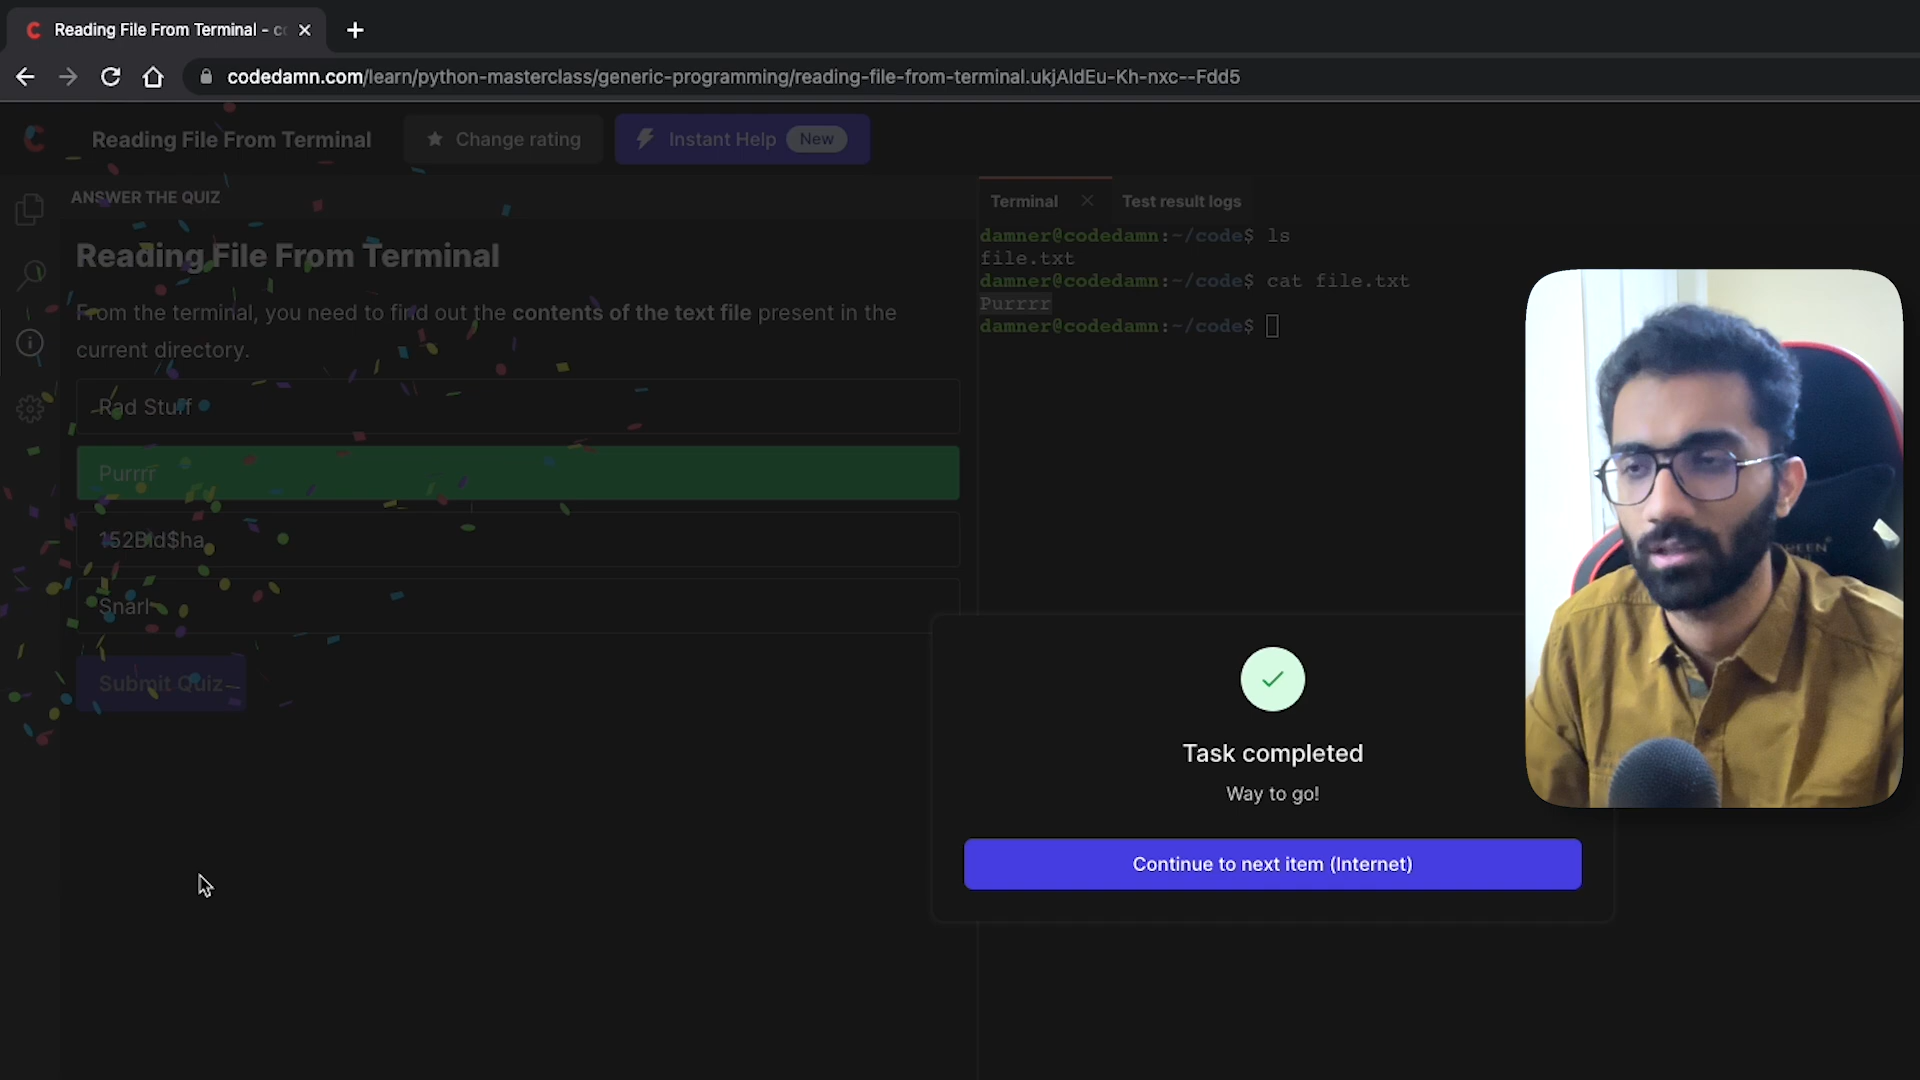 Reading File From Terminal - c
codedamn.com/learn/python-masterclass/generic-programming/reading-file-from-terminal.ukjAldEu-Kh-nxc--Fdd5
Reading File From Terminal
Change rating
Instant Help New
ANSWER THE QUIZ
Reading File From Terminal
From the terminal, you need to find out the contents of the text file present in the
current directory.
Rad Stuff
Purrrr
152Bld$ha
Snarl
Submit Quiz
Terminal
Test result logs
damner@codedamn:~/code$ ls
file.txt
damner@codedamn:~/code$ cat file.txt
Purrrr
damner@codedamn:~/code$
Task completed
Way to go!
Continue to next item (Internet)